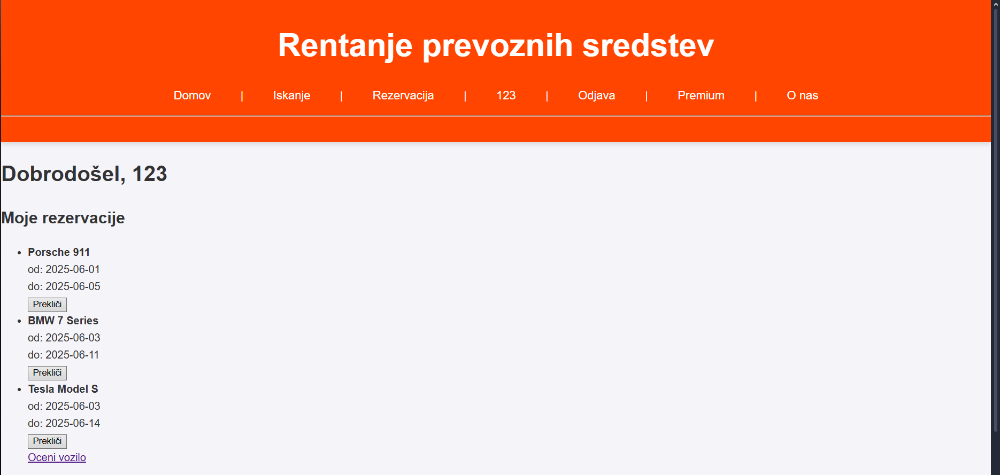 Rentanje prevoznih sredstev
Domov | Iskanje | Rezervacija | 123 | Odjava | Premium | O nas
Dobrodošel, 123
Moje rezervacije
• Porsche 911
od: 2025-06-01
do: 2025-06-05
Prekliči
• BMW 7 Series
od: 2025-06-03
do: 2025-06-11
Prekliči
• Tesla Model S
od: 2025-06-03
do: 2025-06-14
Prekliči
Oceni vozilo